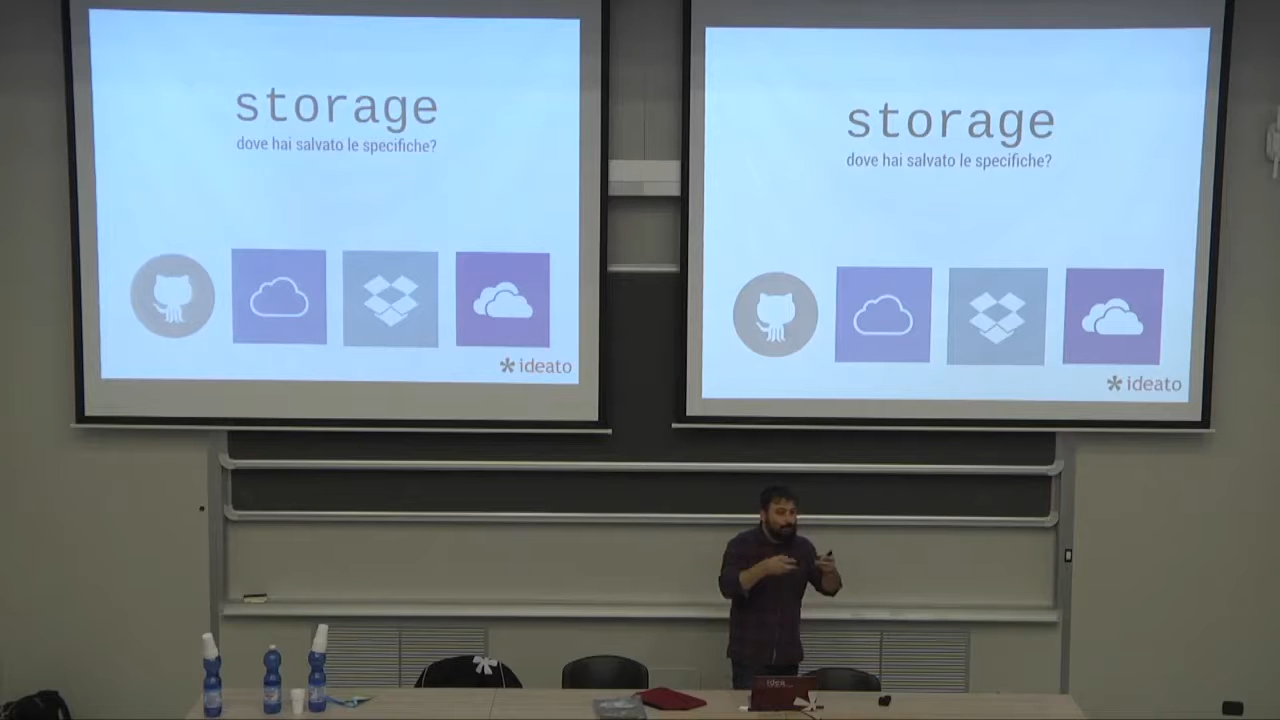 storage
dove hai salvato le specifiche?
* ideato
storage
dove hai salvato le specifiche?
* ideato